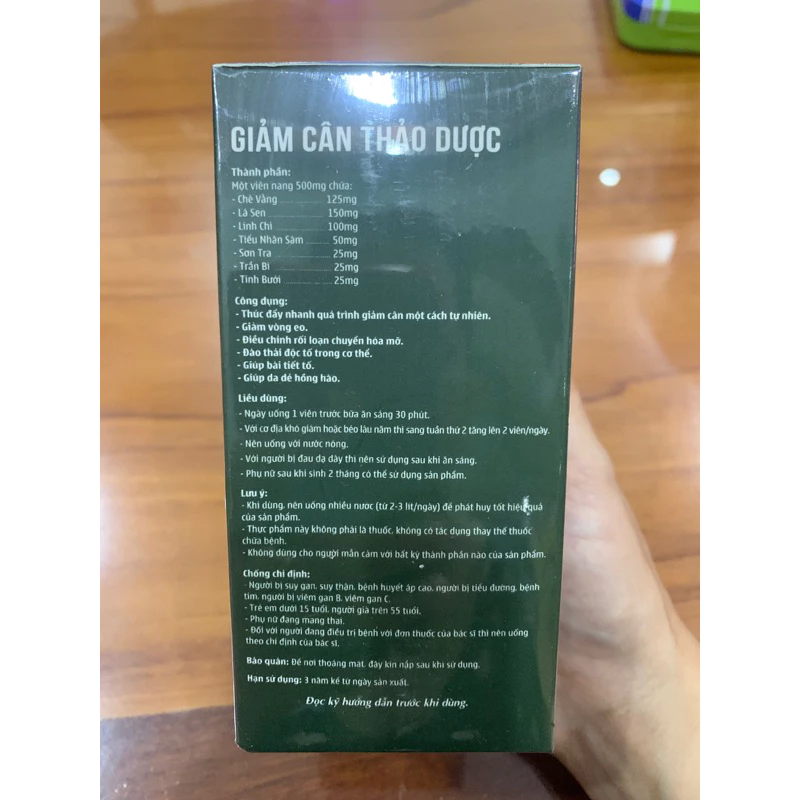 GIẢM CÂN THẢO DƯỢC
Thành phần:
Một viên nang 500mg chứa:
- Chè Vằng 125mg
- Lá Sen 150mg
- Linh Chi 100mg
- Tiểu Nhân Sâm 50mg
- Sơn Tra 25mg
- Trần Bì 25mg
- Tinh Bưởi 25mg
Công dụng:
- Thúc đẩy nhanh quá trình giảm cân một cách tự nhiên.
- Giảm vòng eo.
- Điều chỉnh rối loạn chuyển hóa mỡ.
- Đào thải độc tố trong cơ thể.
- Giúp bài tiết tố.
- Giúp da dẻ hồng hào.
Liều dùng:
- Ngày uống 1 viên trước bữa ăn sáng 30 phút.
- Với cơ địa khó giảm hoặc béo lâu năm thì sang tuần thứ 2 tăng lên 2 viên/ngày.
- Nên uống với nước nóng.
- Với người bị đau dạ dày thì nên sử dụng sau khi ăn sáng.
- Phụ nữ sau khi sinh 2 tháng có thể sử dụng sản phẩm.
Lưu ý:
- Khi dùng, nên uống nhiều nước (từ 2-3 lít/ngày) để phát huy tốt hiệu quả
của sản phẩm.
- Thực phẩm này không phải là thuốc, không có tác dụng thay thế thuốc
chữa bệnh.
- Không dùng cho người mẫn cảm với bất kỳ thành phần nào của sản phẩm.
Chống chỉ định:
- Người bị suy gan, suy thận, bệnh huyết áp cao, người bị tiểu đường, bệnh
tim, người bị viêm gan B, viêm gan C.
- Trẻ em dưới 15 tuổi, người già trên 55 tuổi.
- Phụ nữ đang mang thai.
- Đối với người đang điều trị bệnh với đơn thuốc của bác sĩ thì nên uống
theo chỉ định của bác sĩ.
Bảo quản: Để nơi thoáng mát, đậy kín nắp sau khi sử dụng.
Hạn sử dụng: 3 năm kể từ ngày sản xuất.
Đọc kỹ hướng dẫn trước khi dùng.